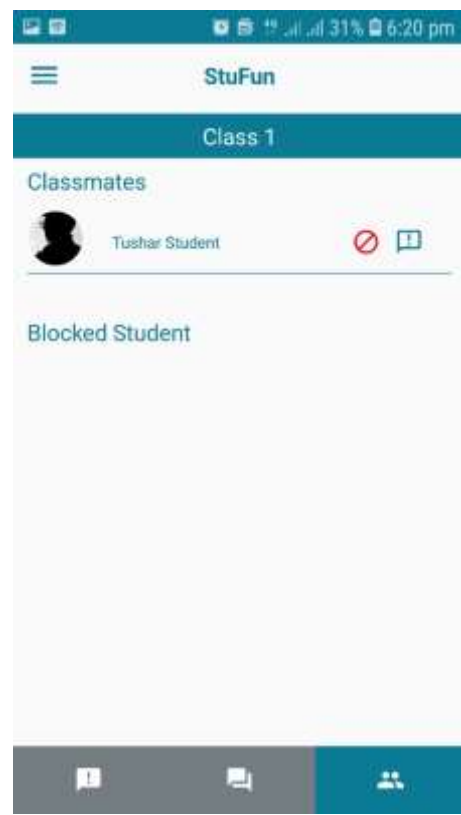 31% 6:20 pm
StuFun
Class 1
Classmates
Tushar Student
Blocked Student